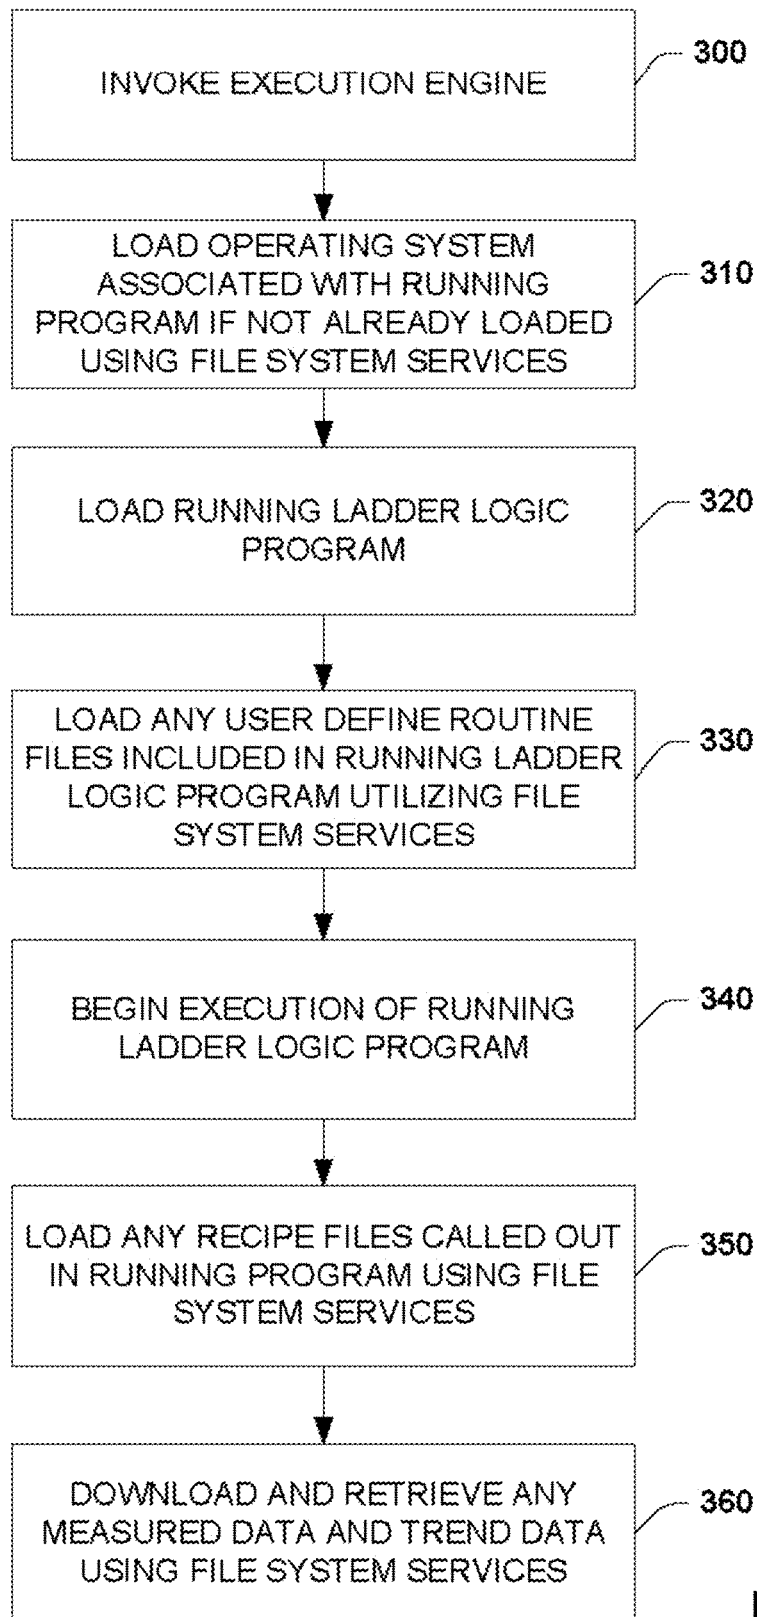 INVOKE EXECUTION ENGINE
300
LOAD OPERATING SYSTEM
ASSOCIATED WITH RUNNING
PROGRAM IF NOT ALREADY LOADED
USING FILE SYSTEM SERVICES
310
LOAD RUNNING LADDER LOGIC
PROGRAM
320
LOAD ANY USER DEFINE ROUTINE
FILES INCLUDED IN RUNNING LADDER
LOGIC PROGRAM UTILIZING FILE
SYSTEM SERVICES
330
BEGIN EXECUTION OF RUNNING
LADDER LOGIC PROGRAM
340
LOAD ANY RECIPE FILES CALLED OUT
IN RUNNING PROGRAM USING FILE
SYSTEM SERVICES
350
DOWNLOAD AND RETRIEVE ANY
MEASURED DATA AND TREND DATA
USING FILE SYSTEM SERVICES
360